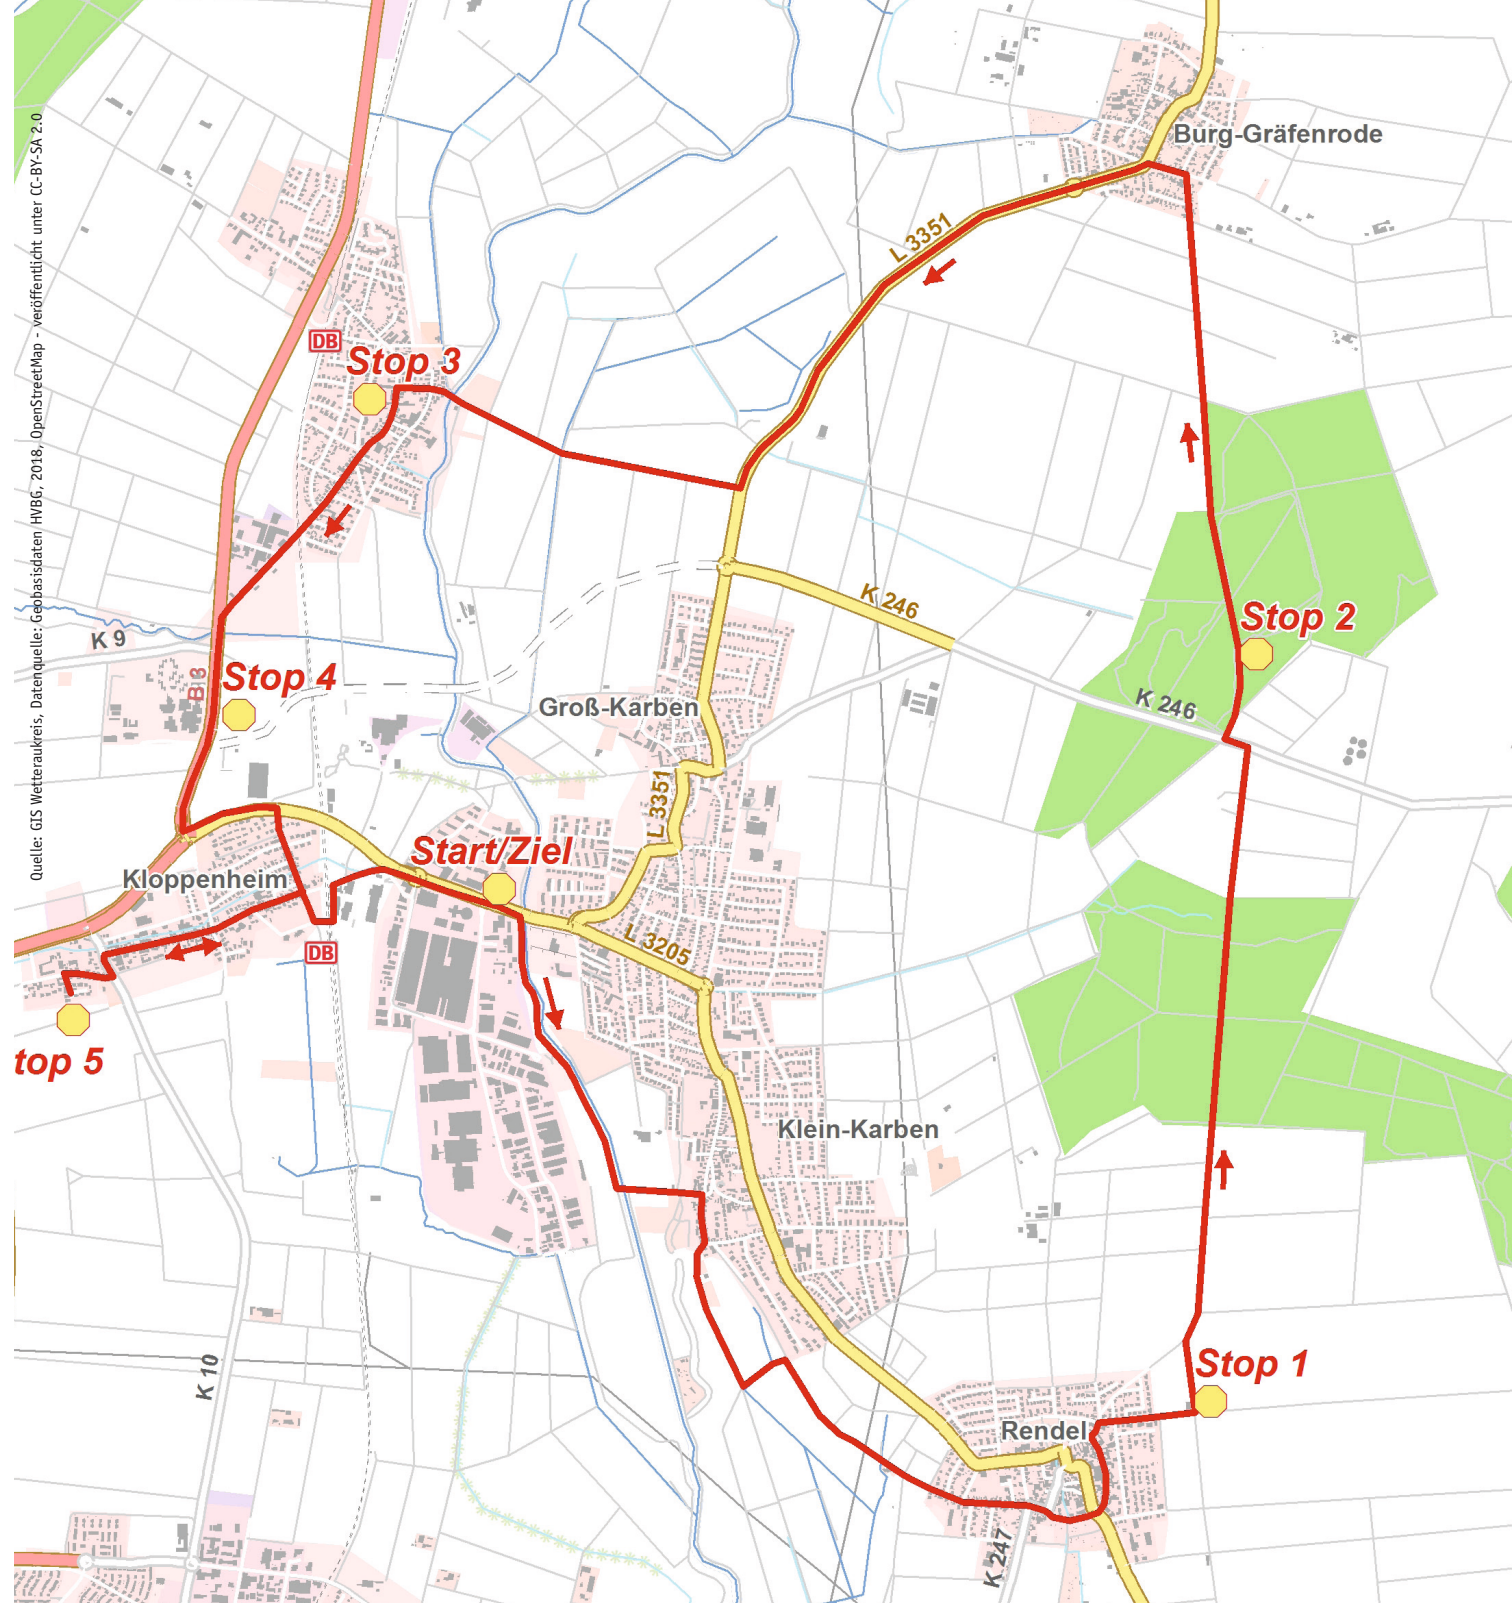 Quelle: GIS Wetteraukreis, Datenquelle: Geobasisdaten HVBG, 2018, OpenStreetMap - veröffentlicht unter CC-BY-SA 2.0
Burg-Gräfenrode
L 3351
DB
Stop 3
K 246
Stop 2
K 9
B 3
Stop 4
K 246
Groß-Karben
L 3351
Start/Ziel
Kloppenheim
L 3205
DB
top 5
Klein-Karben
K 10
Stop 1
Rendel
K 247